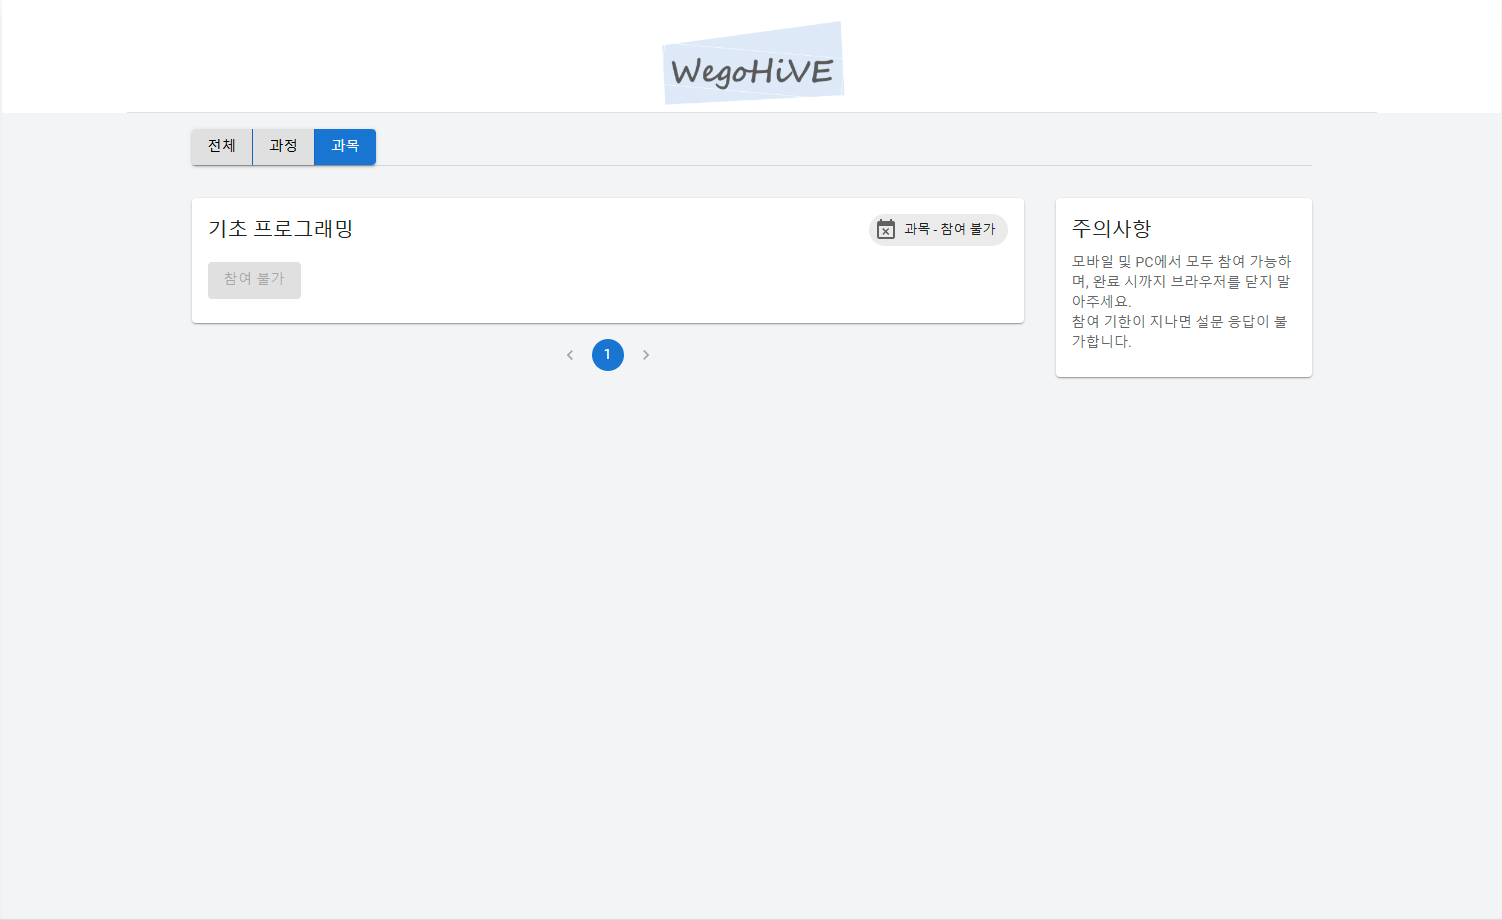 WegoHiVE
전체 과정 과목
기초 프로그래밍
과목 - 참여 불가
참여 불가
1
주의사항
모바일 및 PC에서 모두 참여 가능하
며, 완료 시까지 브라우저를 닫지 말
아주세요.
참여 기한이 지나면 설문 응답이 불
가합니다.